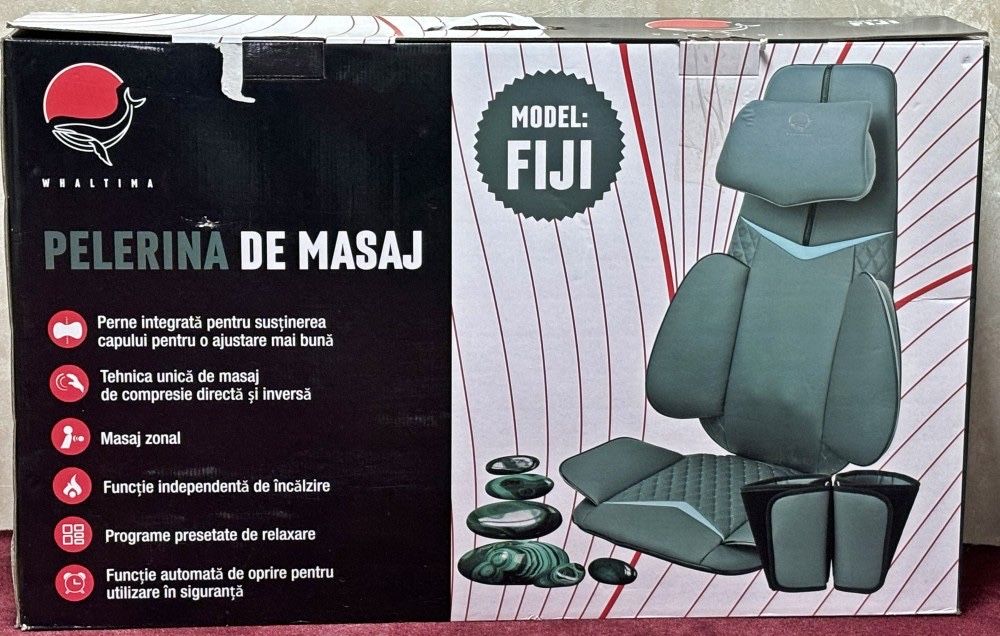 WHALTIMA
PELERINA DE MASAJ
Perne integrată pentru susținerea
capului pentru o ajustare mai bună
Tehnica unică de masaj
de compresie directă și inversă
Masaj zonal
Funcție independentă de încălzire
Programe presetate de relaxare
Funcție automată de oprire pentru
utilizare în siguranță
MODEL:
FIJI
FIJI